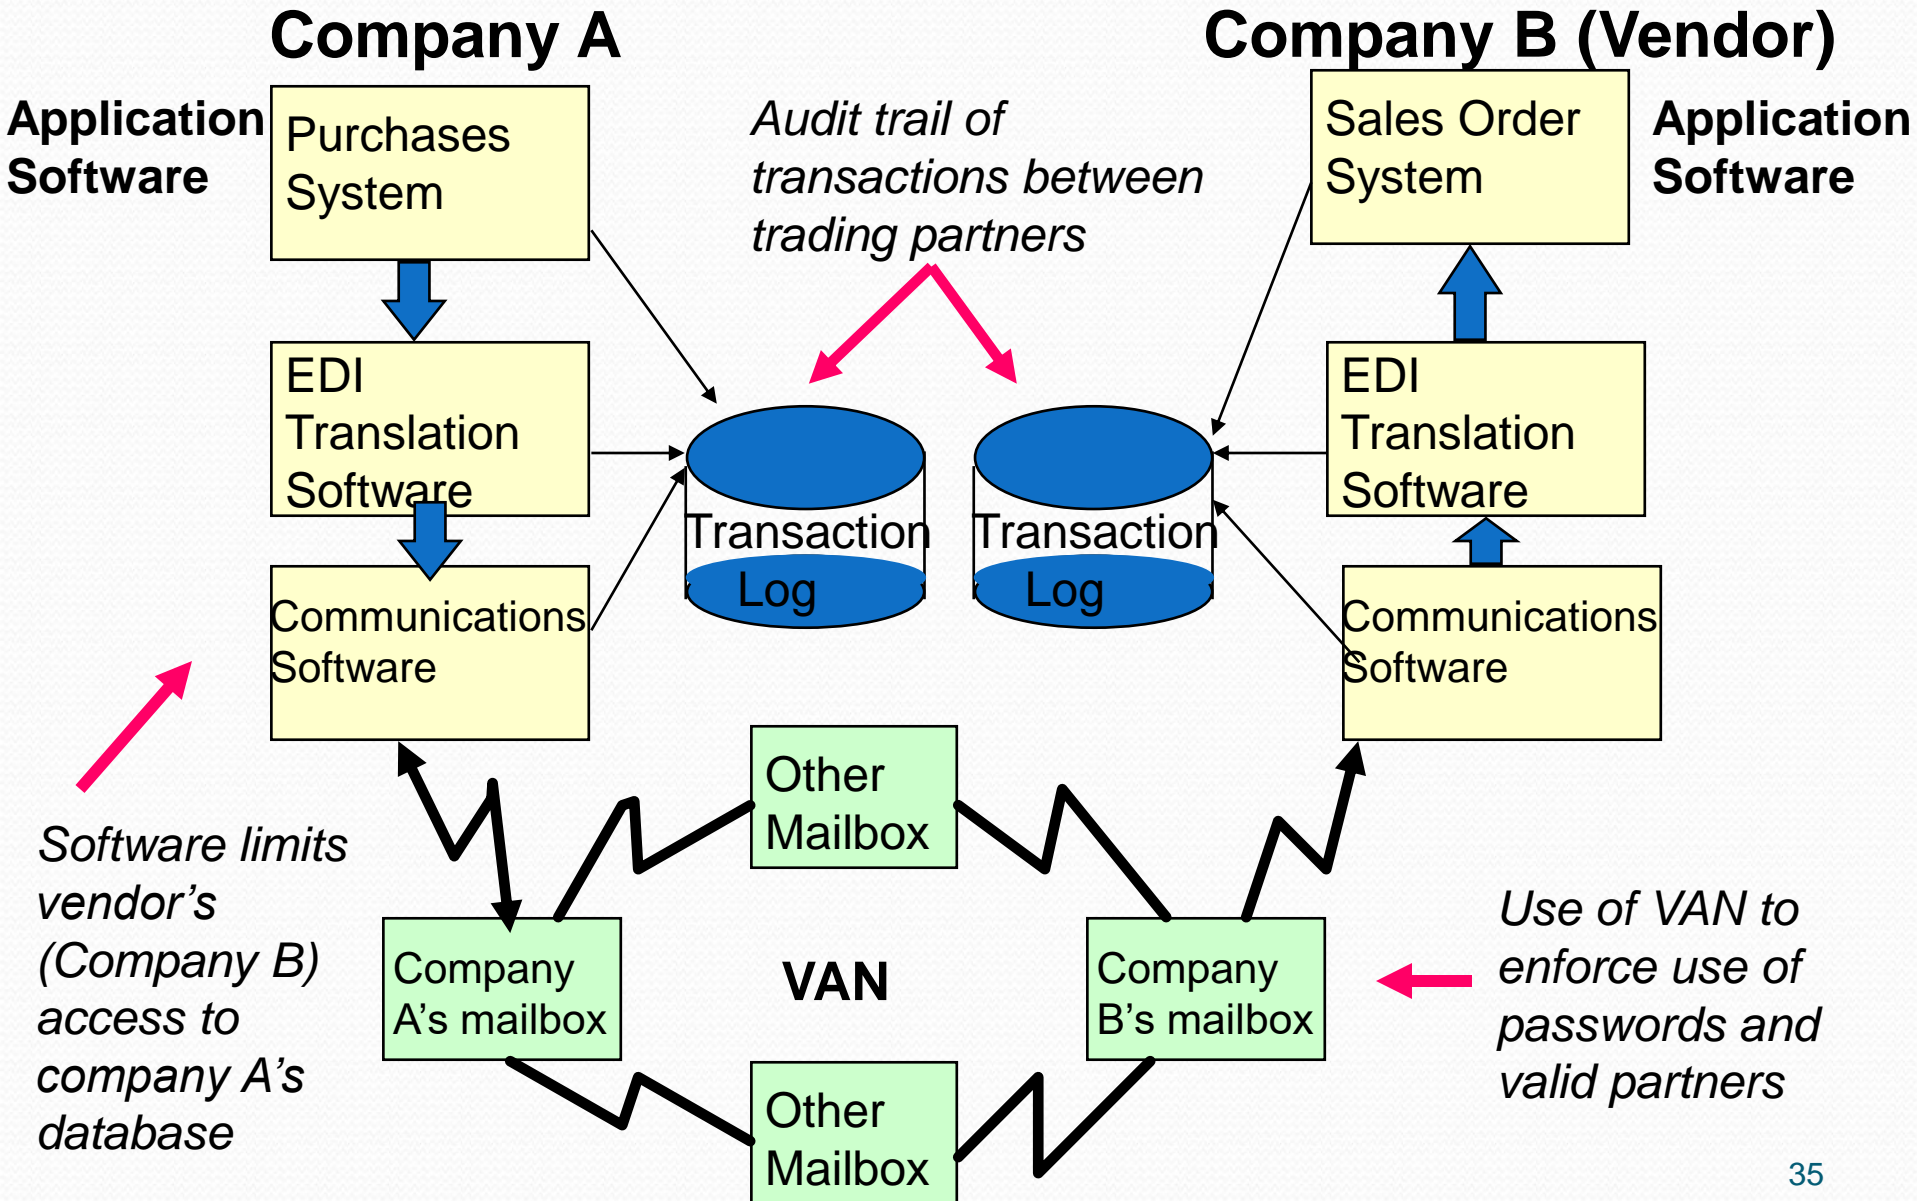 Company A
Company B (Vendor)
Application
Software
Purchases
System
Audit trail of
transactions between
trading partners
Sales Order
System
Application
Software
EDI
Translation
Software
EDI
Translation
Software
Transaction
Log
Transaction
Log
Communications
Software
Communications
Software
Other
Mailbox
Software limits
vendor’s
(Company B)
access to
company A’s
database
Company
A’s mailbox
VAN
Company
B’s mailbox
Use of VAN to
enforce use of
passwords and
valid partners
Other
Mailbox
35